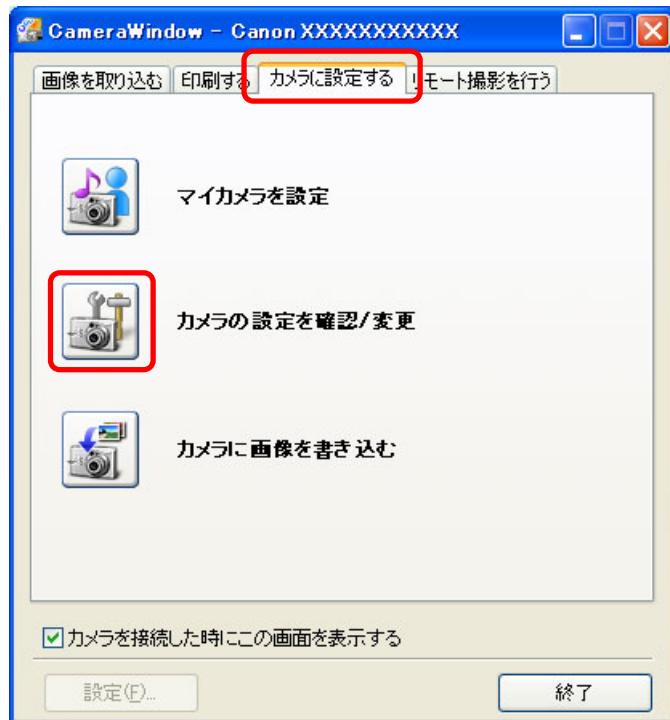 CameraWindow - Canon XXXXXXXXXXX
画像を取り込む 印刷する カメラに設定する リモート撮影を行う
マイカメラを設定
カメラの設定を確認/変更
カメラに画像を書き込む
カメラを接続した時にこの画面を表示する
設定(F)... 終了